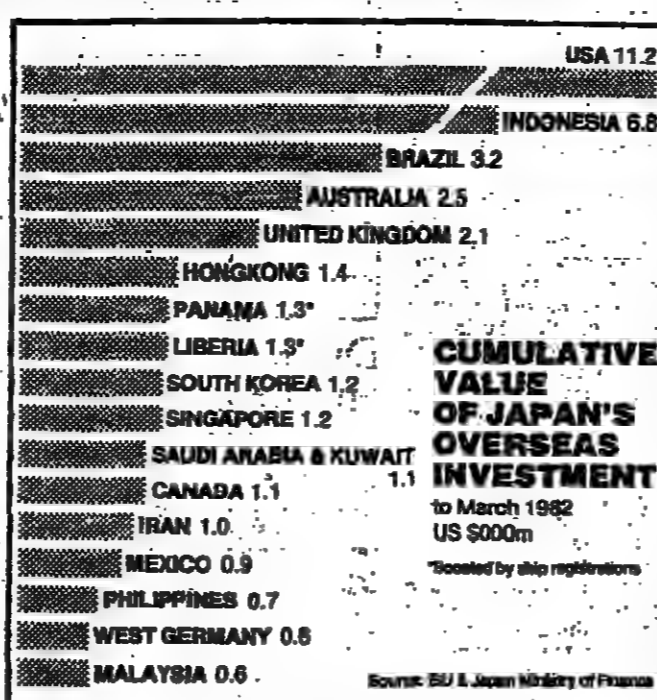 USA 11.2
INDONESIA 6.8
BRAZIL 3.2
AUSTRALIA 2.5
UNITED KINGDOM 2.1
HONGKONG 1.4
PANAMA 1.3*
LIBERIA 1.3*
SOUTH KOREA 1.2
SINGAPORE 1.2
SAUDI ARABIA & KUWAIT
1.1
CANADA 1.1
IRAN 1.0
MEXICO 0.9
PHILIPPINES 0.7
WEST GERMANY 0.6
MALAYSIA 0.6
CUMULATIVE
VALUE
OF JAPAN'S
OVERSEAS
INVESTMENT
to March 1982
US $000m
*Boosted by ship registrations
Source: EIU & Japan Ministry of Finance